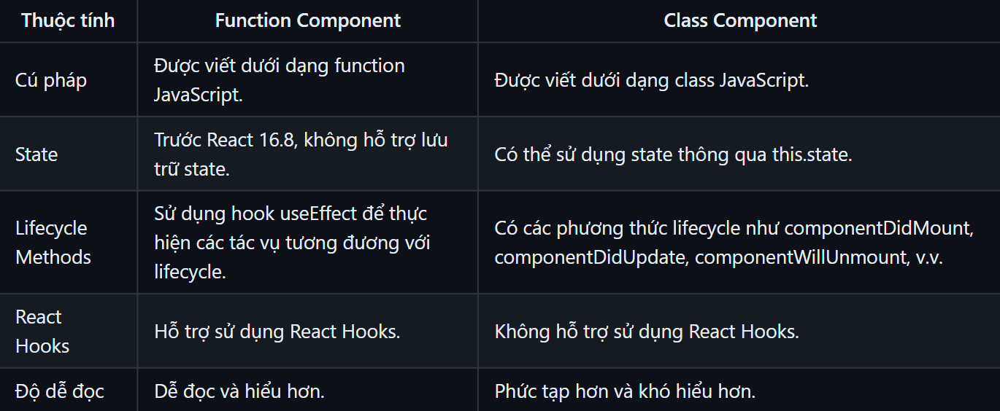 Thuộc tính
Function Component
Class Component
Cú pháp
Được viết dưới dạng function
JavaScript.
Được viết dưới dạng class JavaScript.
State
Trước React 16.8, không hỗ trợ lưu
trữ state.
Có thể sử dụng state thông qua this.state.
Lifecycle
Methods
Sử dụng hook useEffect để thực
hiện các tác vụ tương đương với
lifecycle.
Có các phương thức lifecycle như componentDidMount,
componentDidUpdate, componentWillUnmount, v.v.
React
Hooks
Hỗ trợ sử dụng React Hooks.
Không hỗ trợ sử dụng React Hooks.
Độ dễ đọc
Dễ đọc và hiểu hơn.
Phức tạp hơn và khó hiểu hơn.